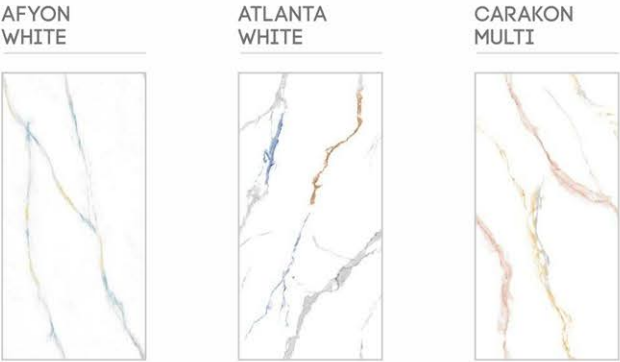 AFYON
WHITE
ATLANTA
WHITE
CARAKON
MULTI